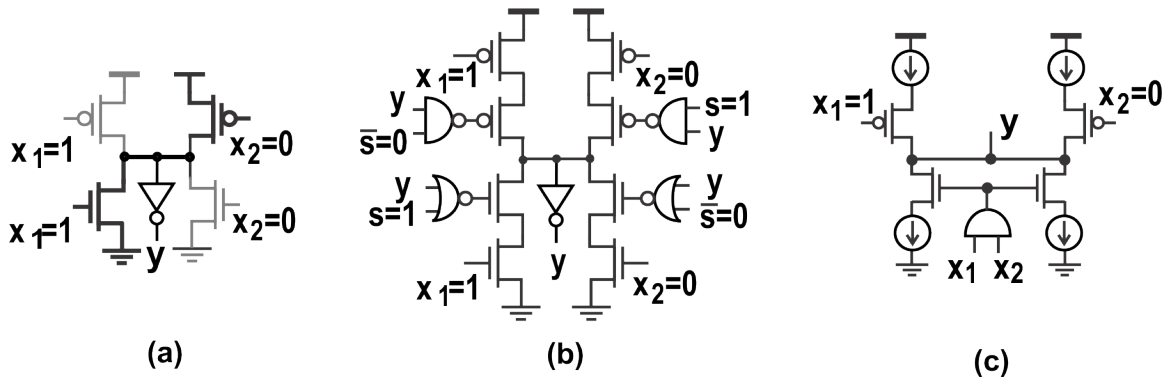 x1=1
x2=0
x1=1
x2=0
y
(a)
x1=1
x2=0
y
s̅=0
s=1
y
y
s=1
y
s̅=0
y
x1=1
x2=0
(b)
x1=1
x2=0
y
x1 x2
(c)